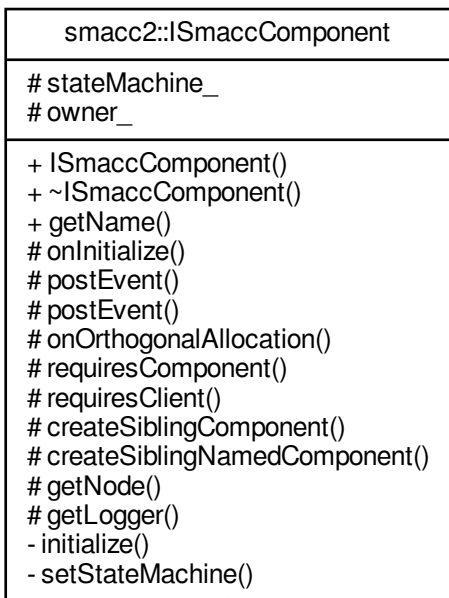 smacc2::ISmaccComponent
# stateMachine_
# owner_
+ ISmaccComponent()
+ ~ISmaccComponent()
+ getName()
# onInitialize()
# postEvent()
# postEvent()
# onOrthogonalAllocation()
# requiresComponent()
# requiresClient()
# createSiblingComponent()
# createSiblingNamedComponent()
# getNode()
# getLogger()
- initialize()
- setStateMachine()